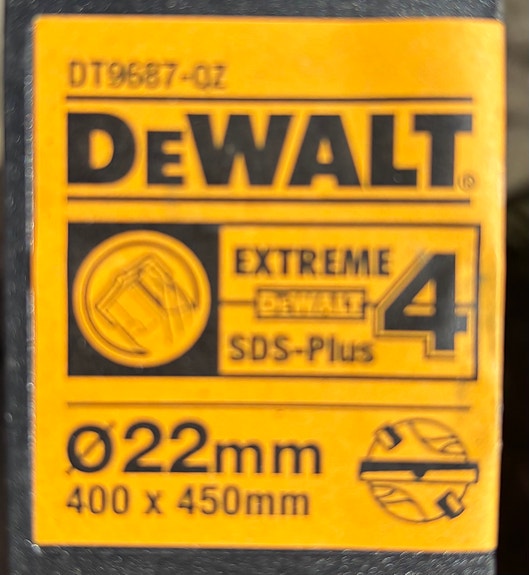 DT9687-QZ
DEWALT®
EXTREME
DEWALT
4
SDS-Plus
Ø22mm
400 x 450mm